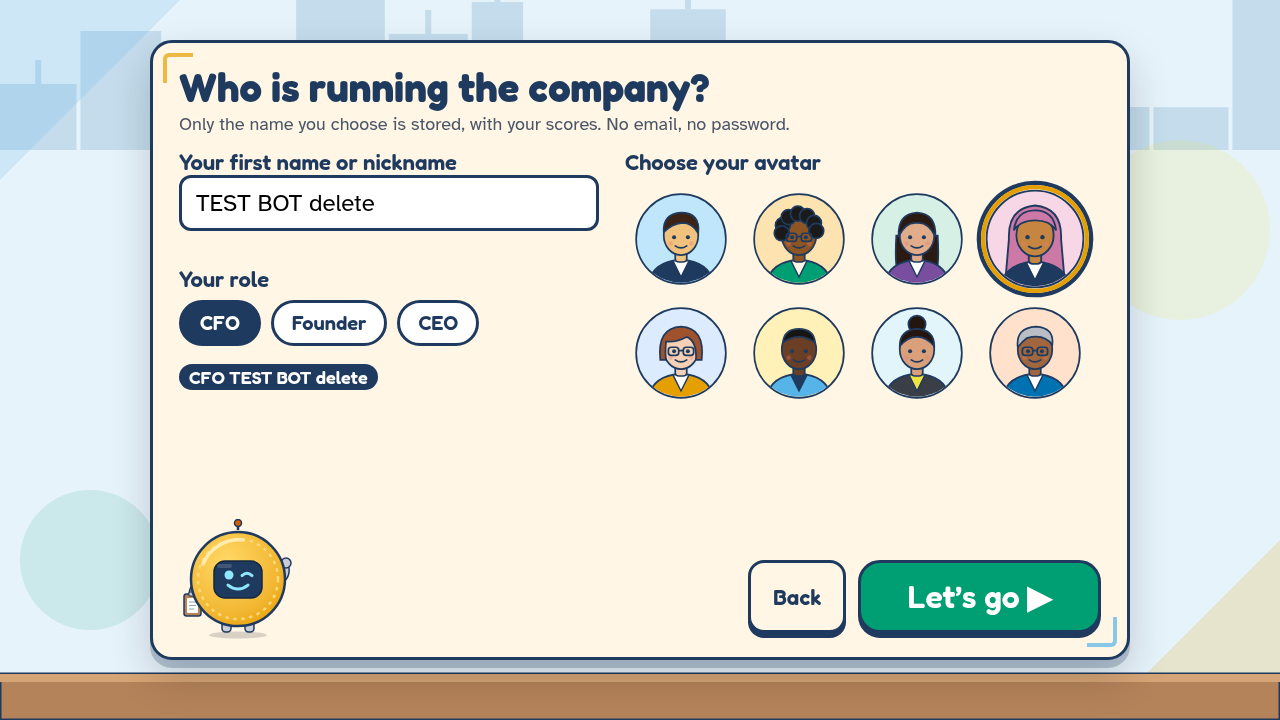 Who is running the company?
Only the name you choose is stored, with your scores. No email, no password.
Your first name or nickname
TEST BOT delete
Your role
CFO
Founder
CEO
CFO TEST BOT delete
Choose your avatar
Back
Let's go ▶